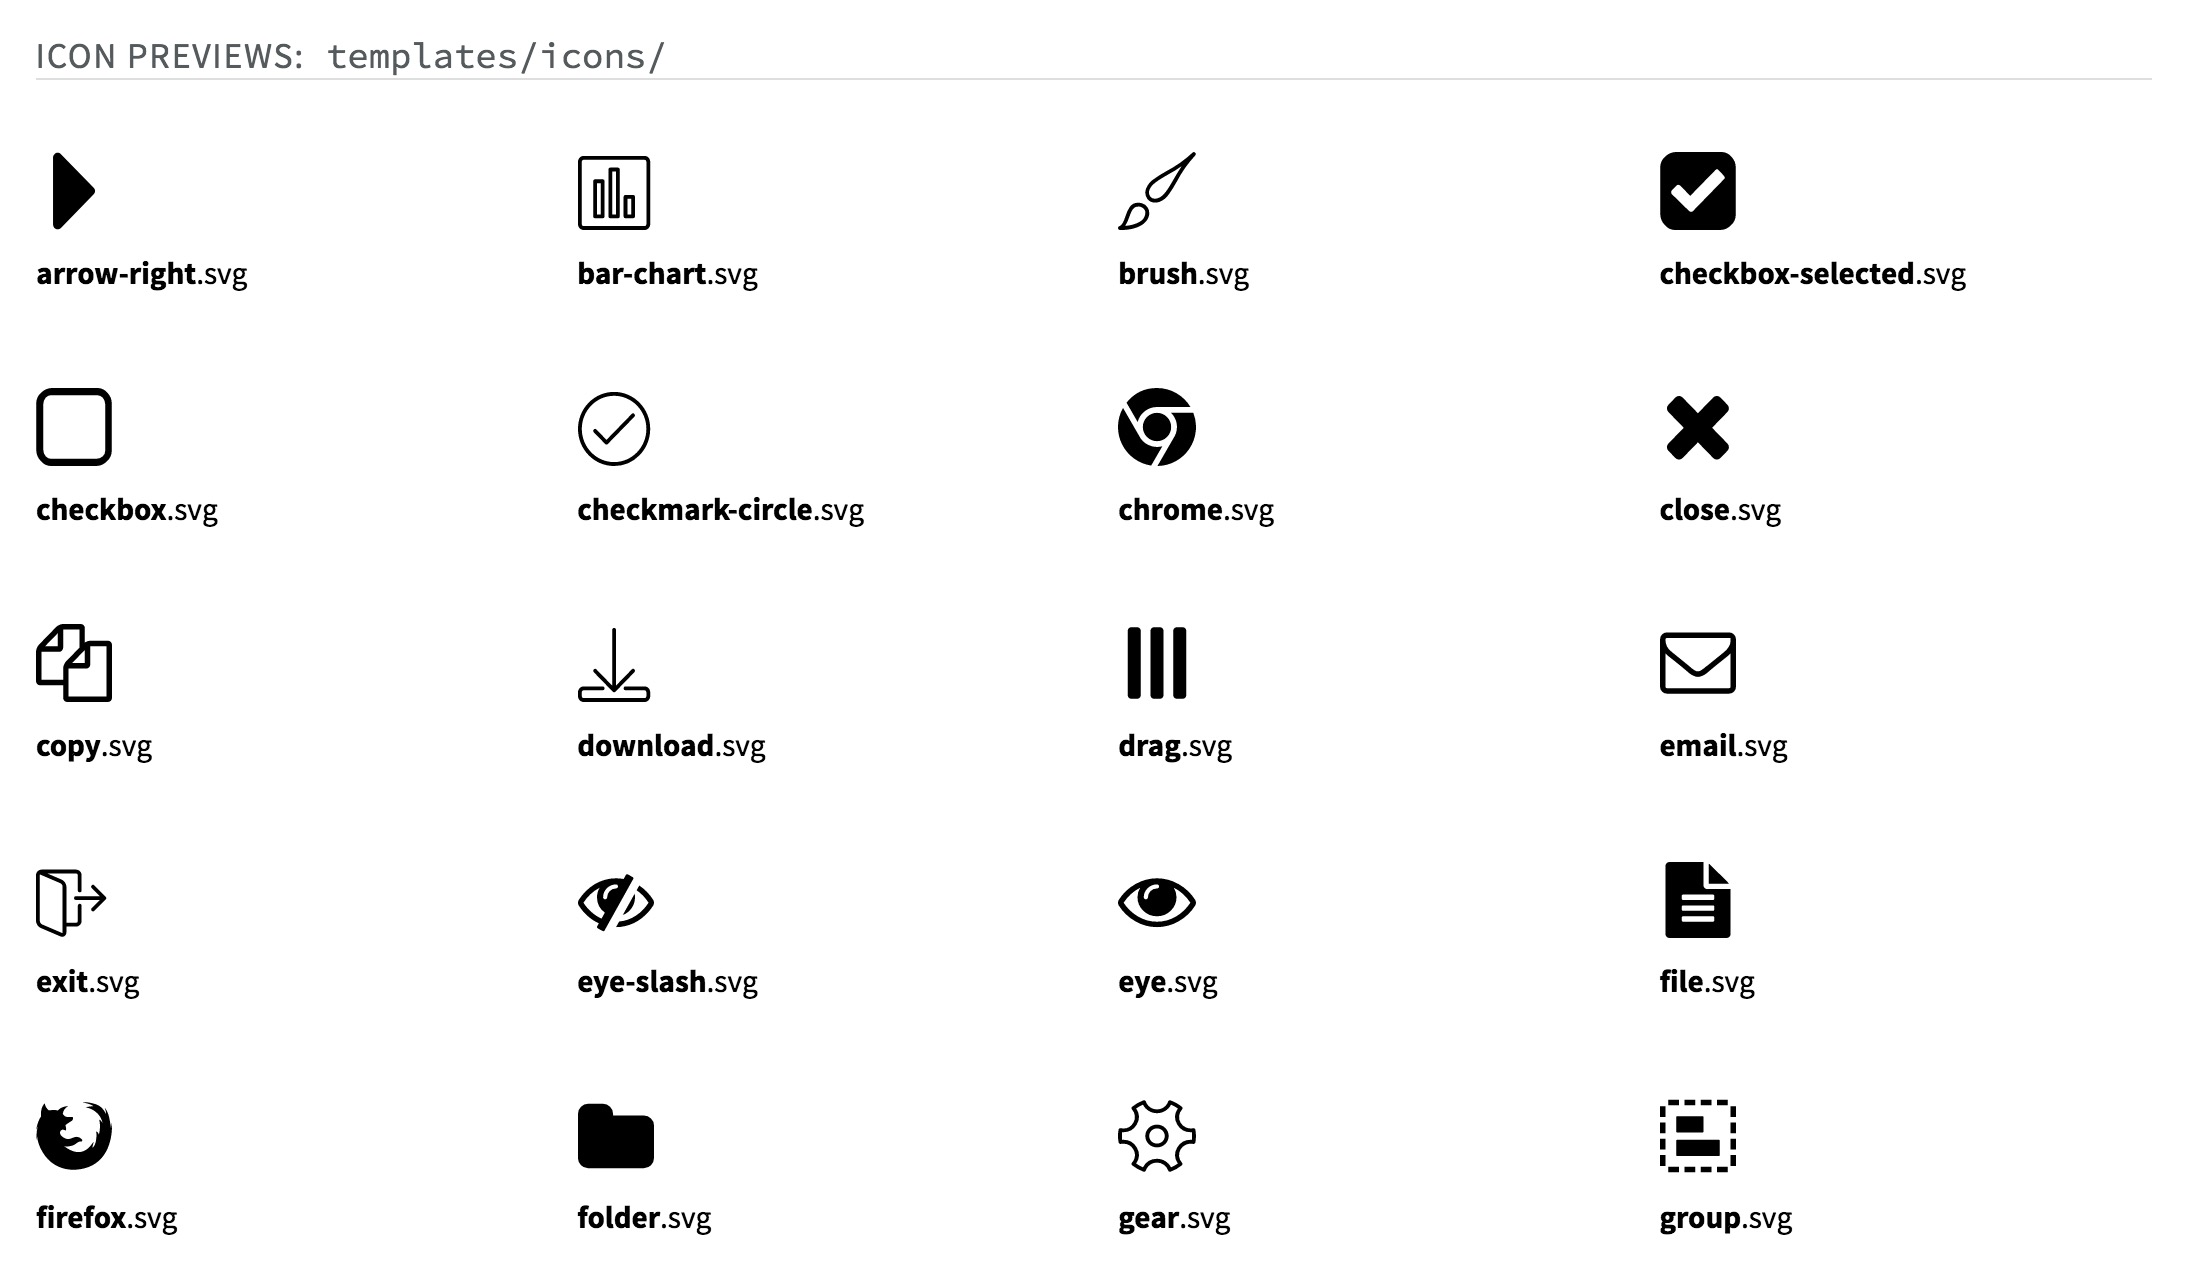 ICON PREVIEWS: templates/icons/
arrow-right.svg
bar-chart.svg
brush.svg
checkbox-selected.svg
checkbox.svg
checkmark-circle.svg
chrome.svg
close.svg
copy.svg
download.svg
drag.svg
email.svg
exit.svg
eye-slash.svg
eye.svg
file.svg
firefox.svg
folder.svg
gear.svg
group.svg